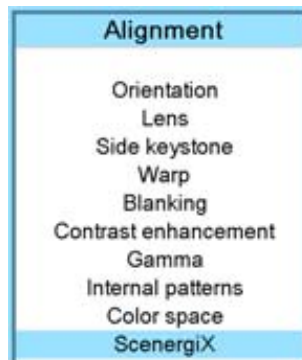 Alignment
Orientation
Lens
Side keystone
Warp
Blanking
Contrast enhancement
Gamma
Internal patterns
Color space
ScenergiX